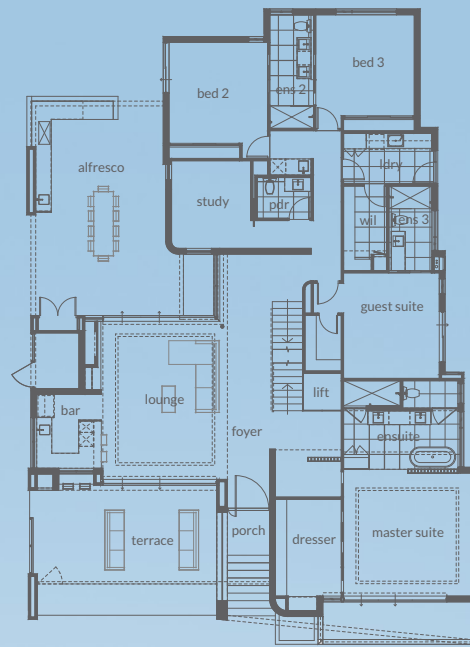 bed 3
bed 2
ens 2
ldry
alfresco
study
pdr
wil
ens 3
guest suite
lift
lounge
bar
foyer
ensuite
porch
master suite
terrace
dresser